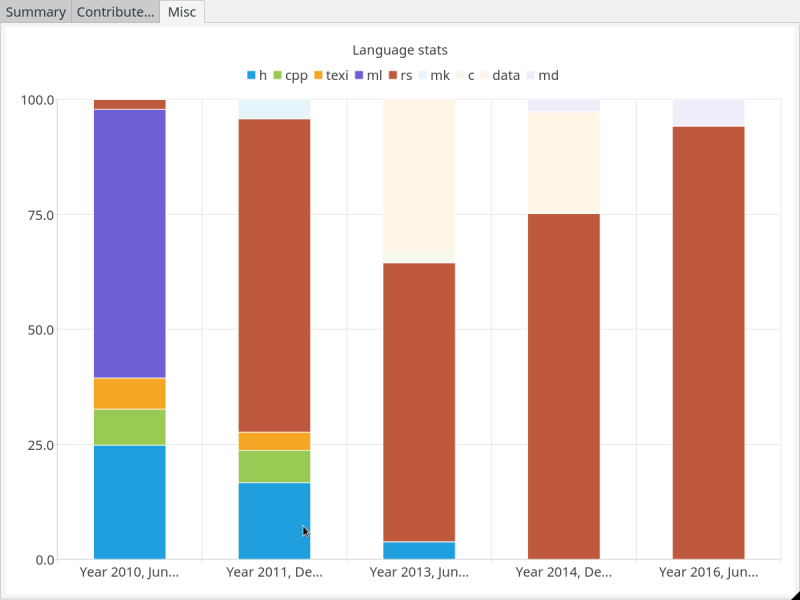 Summary Contribute... Misc
Language stats
h cpp texi ml rs mk c data md
100.0
75.0
50.0
25.0
0.0
Year 2010, Jun... Year 2011, De... Year 2013, Jun... Year 2014, De... Year 2016, Jun...